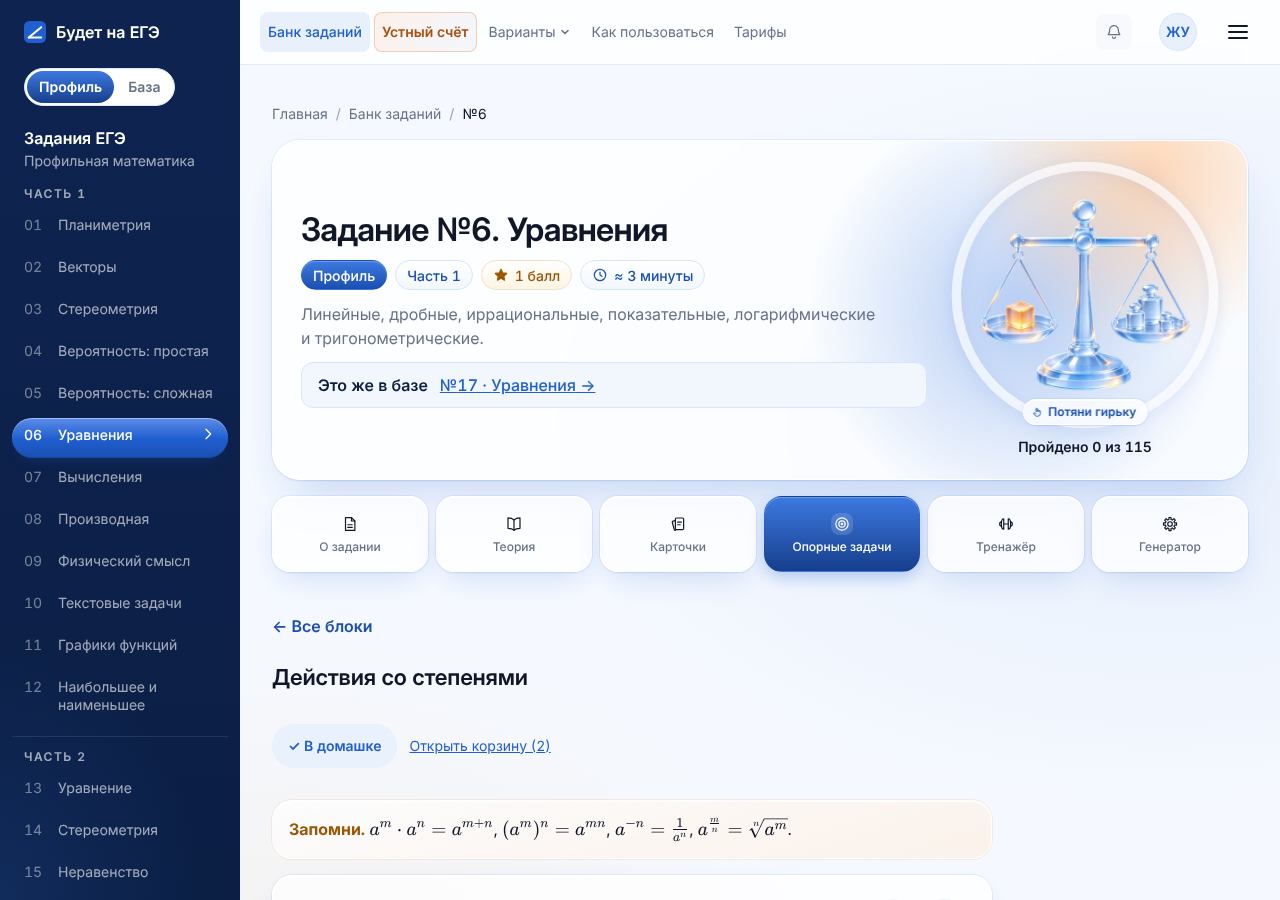 Будет на ЕГЭ
Профиль База
Задания ЕГЭ
Профильная математика
ЧАСТЬ 1
01 Планиметрия
02 Векторы
03 Стереометрия
04 Вероятность: простая
05 Вероятность: сложная
06 Уравнения
07 Вычисления
08 Производная
09 Физический смысл
10 Текстовые задачи
11 Графики функций
12 Наибольшее и
наименьшее
ЧАСТЬ 2
13 Уравнение
14 Стереометрия
15 Неравенство
Банк заданий Устный счёт Варианты Как пользоваться Тарифы ЖУ
Главная / Банк заданий / №6
Задание №6. Уравнения
Профиль Часть 1 ★ 1 балл ≈ 3 минуты
Линейные, дробные, иррациональные, показательные, логарифмические
и тригонометрические.
Это же в базе №17 · Уравнения →
Потяни гирьку
Пройдено 0 из 115
О задании Теория Карточки Опорные задачи Тренажёр Генератор
← Все блоки
Действия со степенями
✓ В домашке Открыть корзину (2)
Запомни. $a^m \cdot a^n = a^{m+n}$, $(a^m)^n = a^{mn}$, $a^{-n} = \frac{1}{a^n}$, $a^{\frac{m}{n}} = \sqrt[n]{a^m}$.